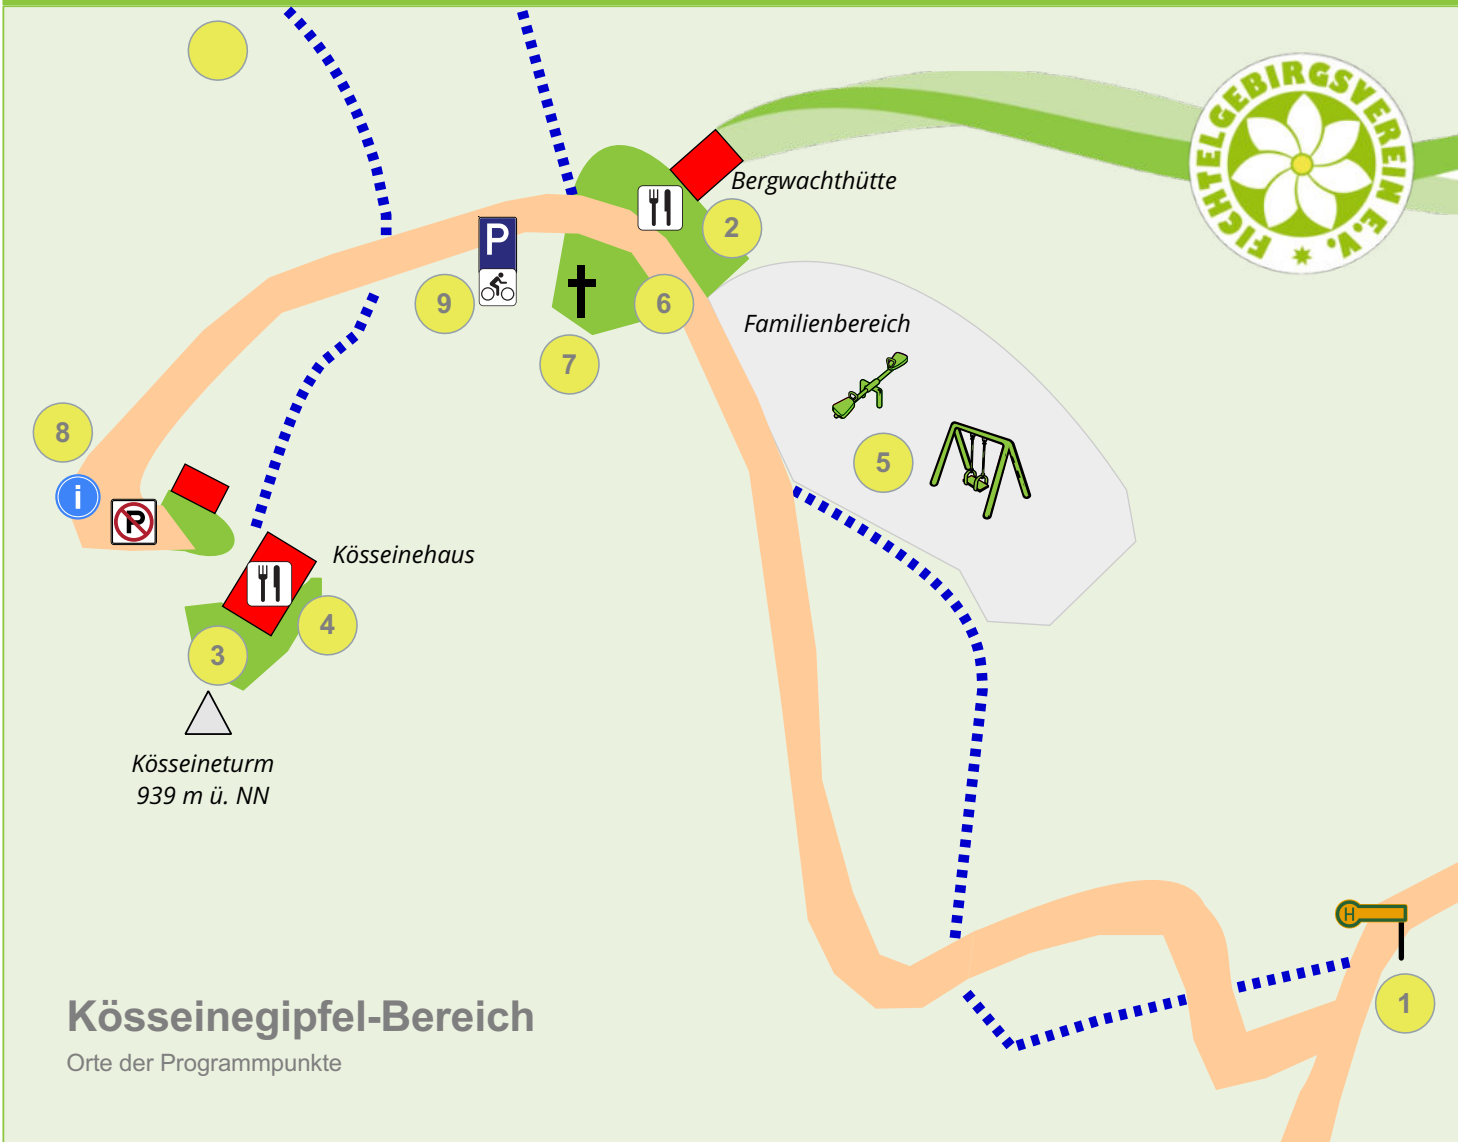 FICHTELGEBIRGSVEREIN E.V.
Bergwachthütte
2
P
9
6
Familienbereich
7
8
5
i
P
Kösseinehaus
4
3
Kösseineturm
939 m ü. NN
H
1
Kösseinegipfel-Bereich
Orte der Programmpunkte